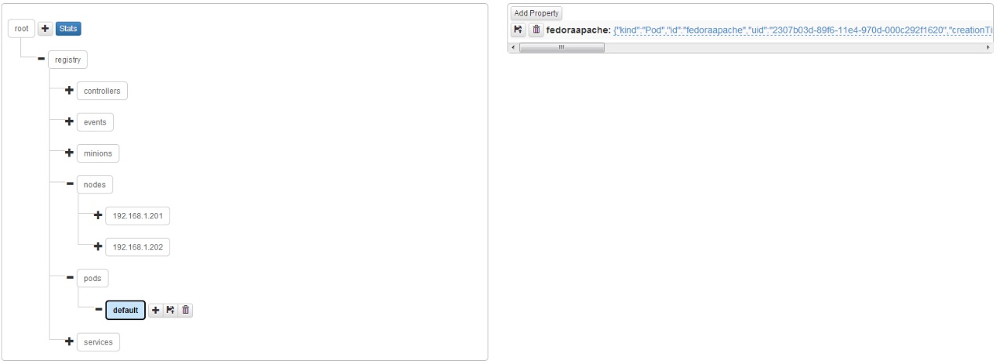 root Stats
registry
controllers
events
minions
nodes
192.168.1.201
192.168.1.202
pods
default
services
Add Property
fedoraapache: {"kind":"Pod","id":"fedoraapache","uid":"2307b03d-89f6-11e4-970d-000c292f1620","creationTi